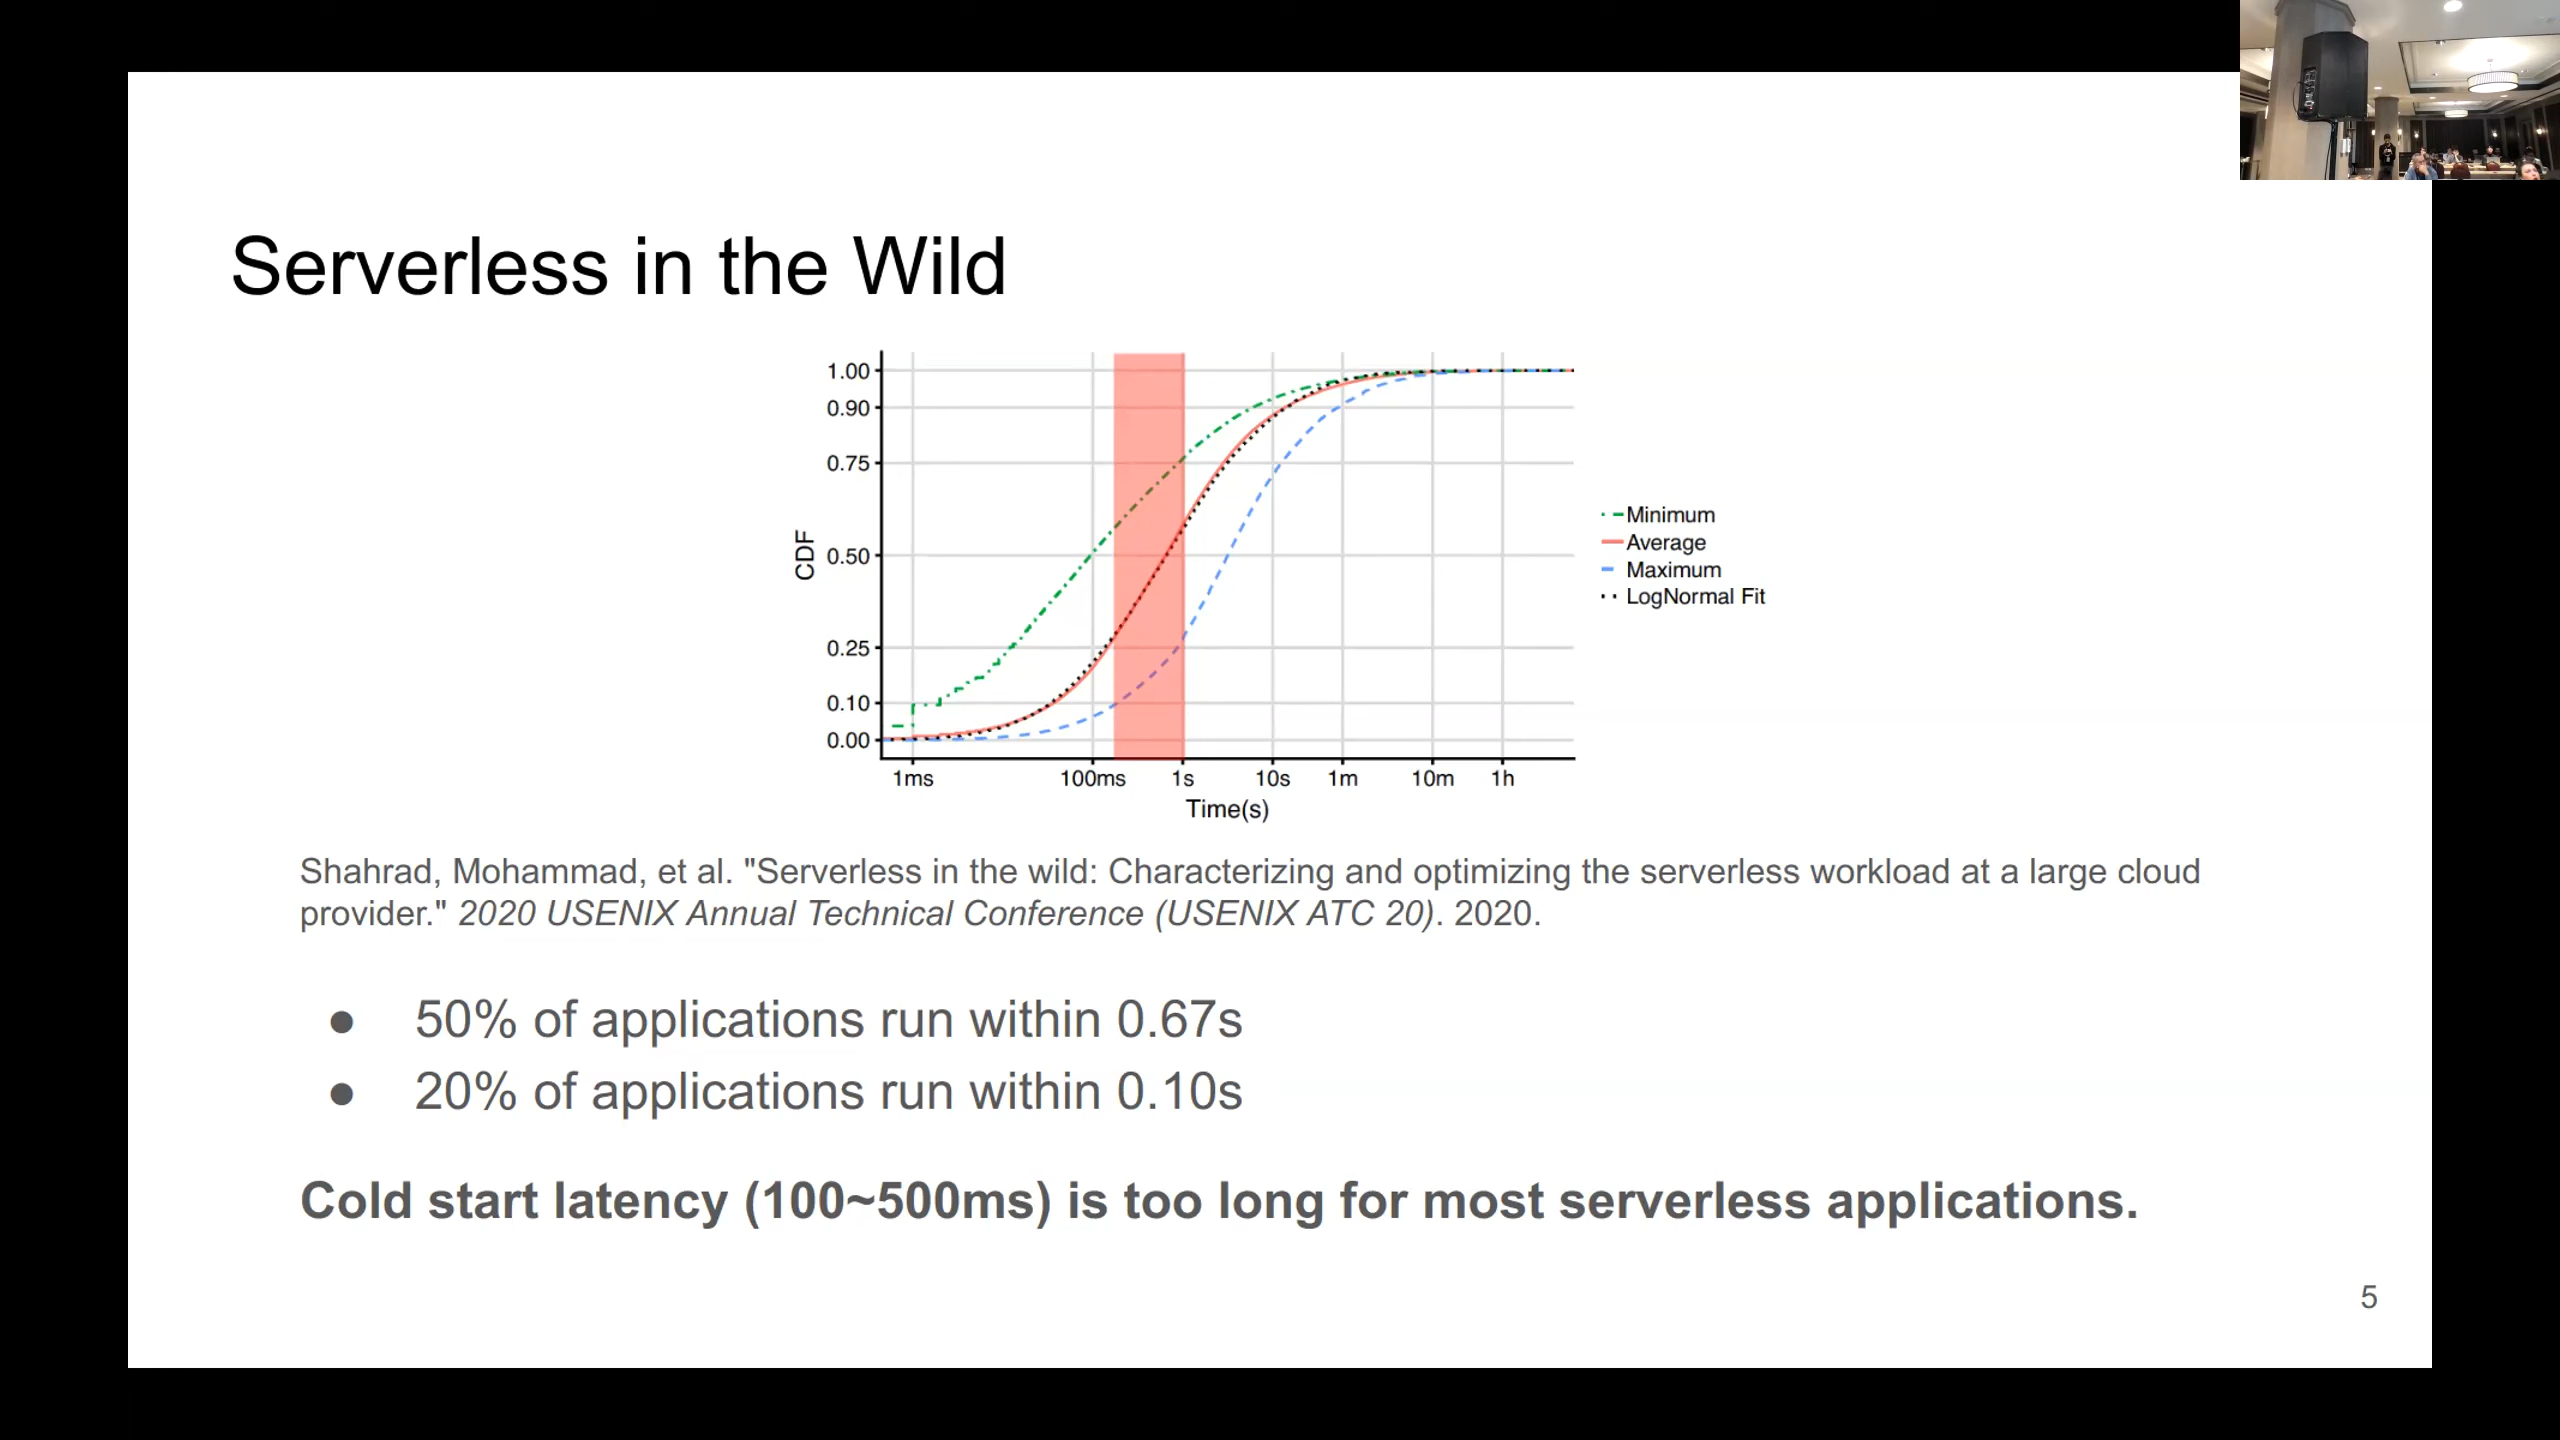 Serverless in the Wild
1.00
0.90
0.75
0.50
0.25
0.10
0.00
CDF
1ms
100ms
1s
10s
1m
10m
1h
Time(s)
Minimum
Average
Maximum
LogNormal Fit
Shahrad, Mohammad, et al. "Serverless in the wild: Characterizing and optimizing the serverless workload at a large cloud
provider." 2020 USENIX Annual Technical Conference (USENIX ATC 20). 2020.
● 50% of applications run within 0.67s
● 20% of applications run within 0.10s
Cold start latency (100~500ms) is too long for most serverless applications.
5